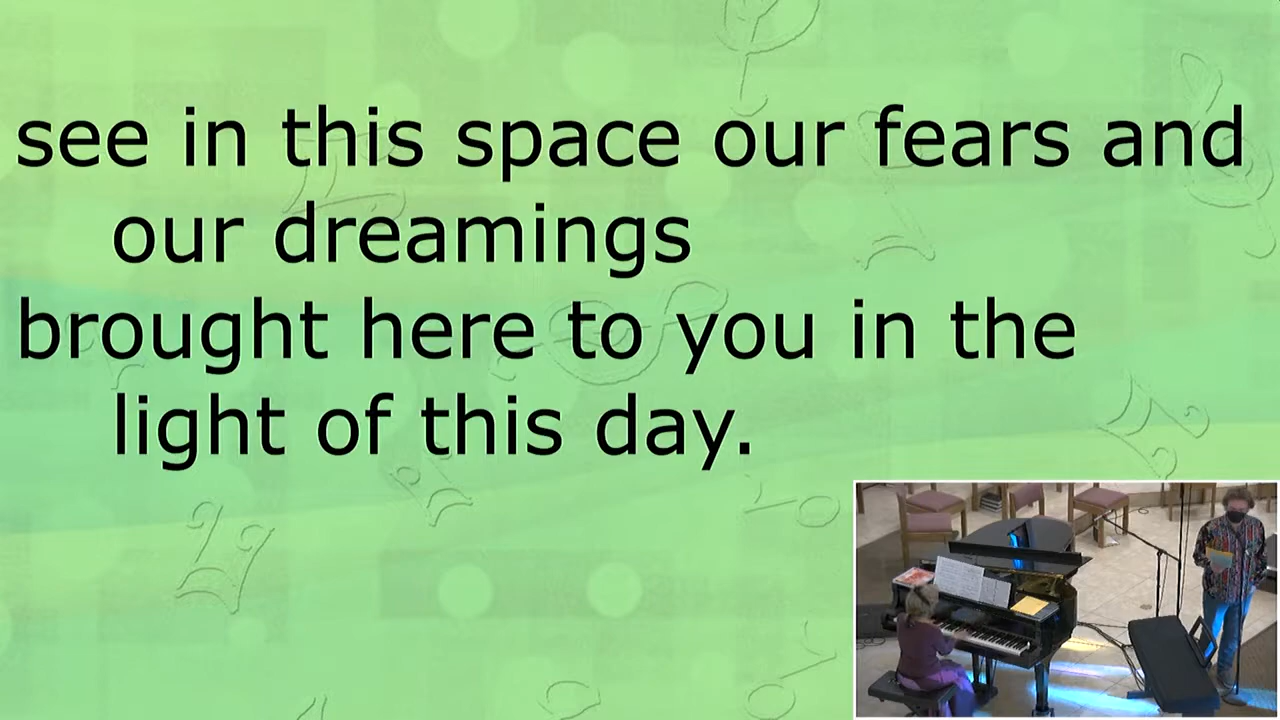 see in this space our fears and
our dreamings
brought here to you in the
light of this day.